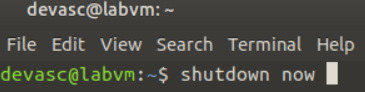 devasc@labvm: ~
File Edit View Search Terminal Help
devasc@labvm:~$ shutdown now